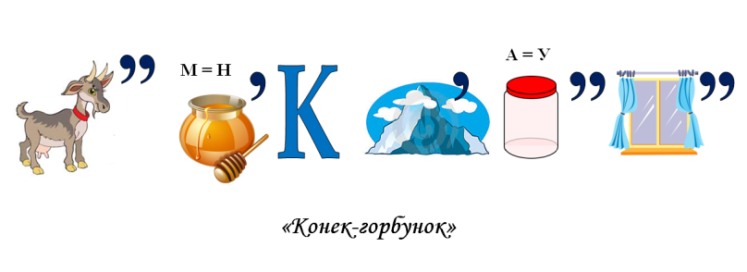 М = Н
К
А = У
«Конек-горбунок»